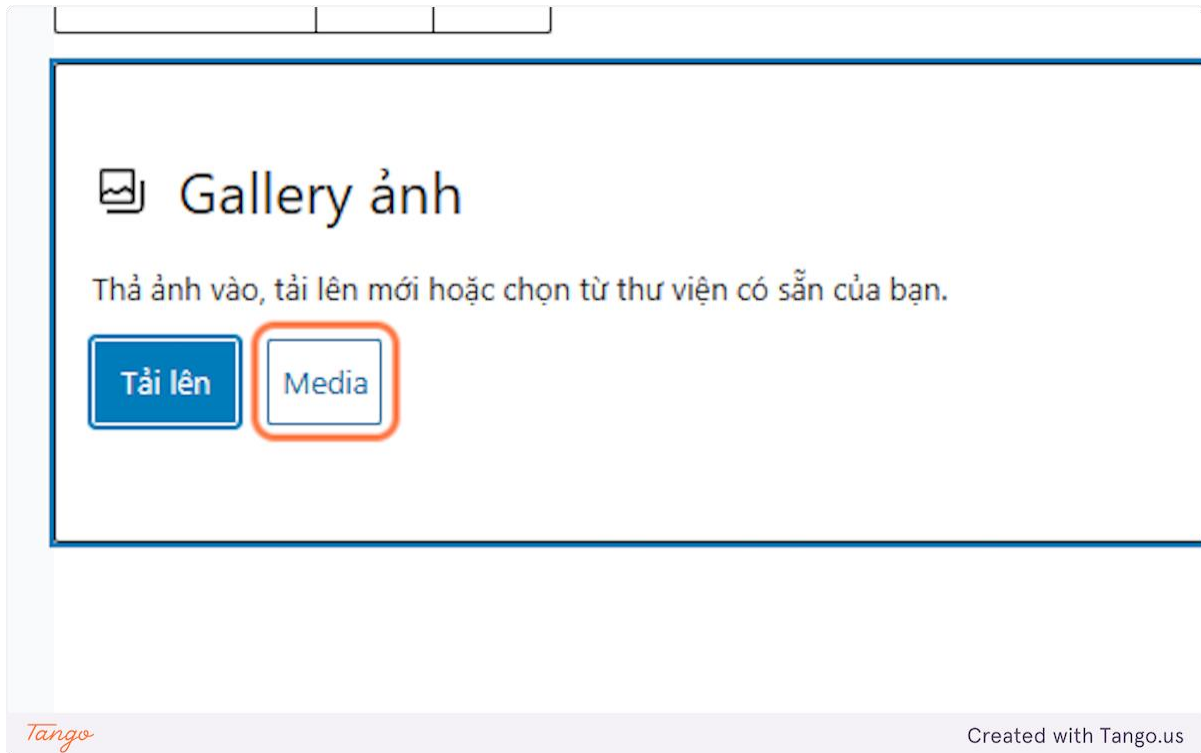 Gallery ảnh
Thả ảnh vào, tải lên mới hoặc chọn từ thư viện có sẵn của bạn.
Tải lên Media
Tango Created with Tango.us